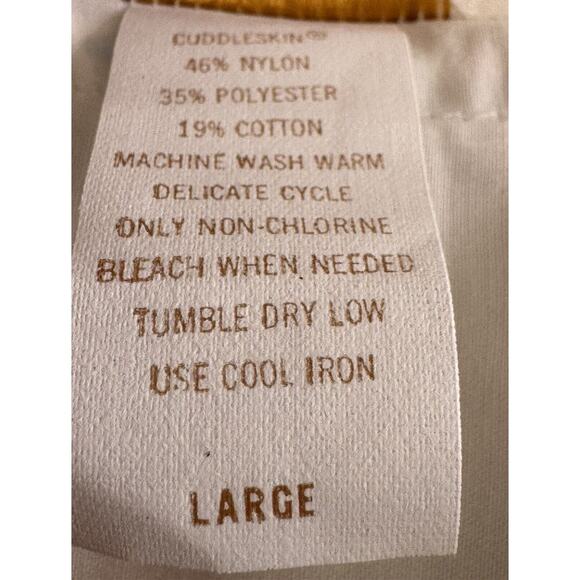 CUDDLESKIN®
46% NYLON
35% POLYESTER
19% COTTON
MACHINE WASH WARM
DELICATE CYCLE
ONLY NON-CHLORINE
BLEACH WHEN NEEDED
TUMBLE DRY LOW
USE COOL IRON
LARGE